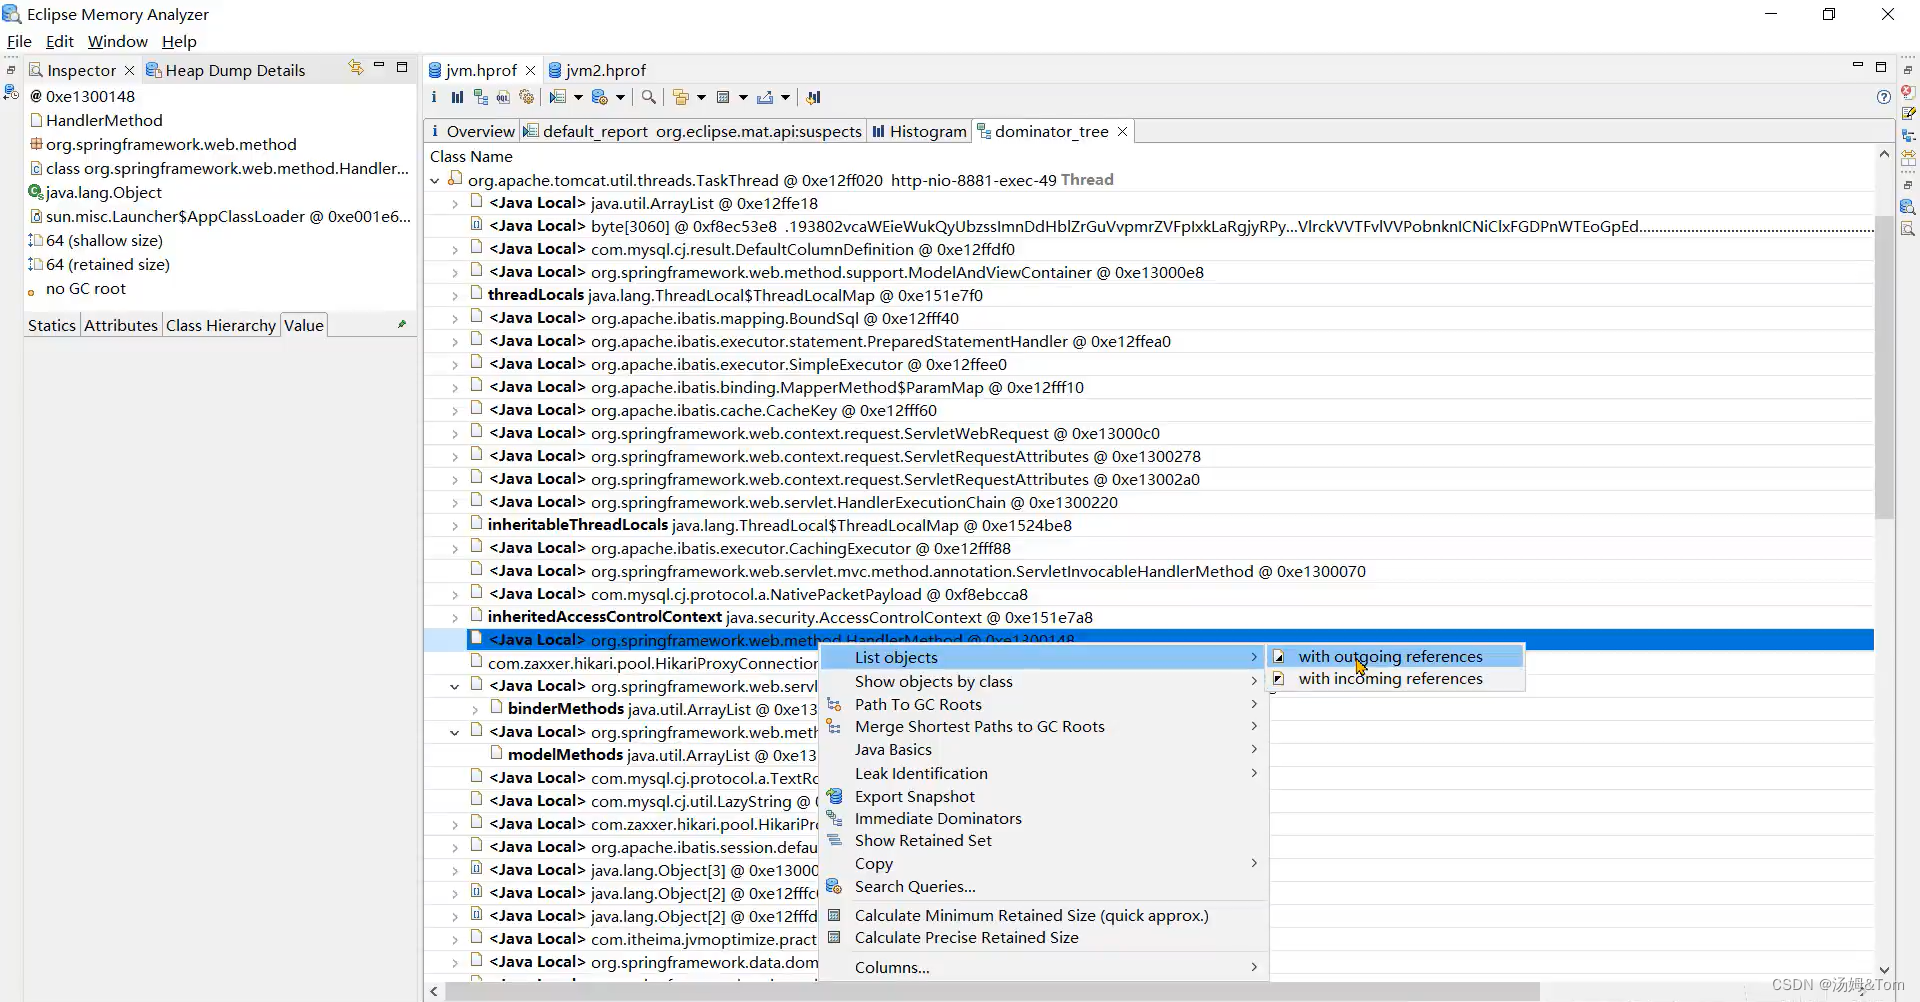 Eclipse Memory Analyzer
File Edit Window Help
Inspector Heap Dump Details
0xe1300148
HandlerMethod
org.springframework.web.method
class org.springframework.web.method.Handler...
java.lang.Object
sun.misc.Launcher$AppClassLoader @ 0xe001e6...
64 (shallow size)
64 (retained size)
no GC root
Statics Attributes Class Hierarchy Value
jvm.hprof jvm2.hprof
i Overview default_report org.eclipse.mat.api:suspects Histogram dominator_tree
Class Name
org.apache.tomcat.util.threads.TaskThread @ 0xe12ff020 http-nio-8881-exec-49 Thread
<Java Local> java.util.ArrayList @ 0xe12ffe18
<Java Local> byte[3060] @ 0xf8ec53e8
<Java Local> com.mysql.cj.result.DefaultColumnDefinition @ 0xe12ffdf0
<Java Local> org.springframework.web.method.support.ModelAndViewContainer @ 0xe13000e8
threadLocals java.lang.ThreadLocal$ThreadLocalMap @ 0xe151e7f0
<Java Local> org.apache.ibatis.mapping.BoundSql @ 0xe12fff40
<Java Local> org.apache.ibatis.executor.statement.PreparedStatementHandler @ 0xe12ffea0
<Java Local> org.apache.ibatis.executor.SimpleExecutor @ 0xe12ffee0
<Java Local> org.apache.ibatis.binding.MapperMethod$ParamMap @ 0xe12fff10
<Java Local> org.apache.ibatis.cache.CacheKey @ 0xe12fff60
<Java Local> org.springframework.web.context.request.ServletWebRequest @ 0xe13000c0
<Java Local> org.springframework.web.context.request.ServletRequestAttributes @ 0xe1300278
<Java Local> org.springframework.web.context.request.ServletRequestAttributes @ 0xe13002a0
<Java Local> org.springframework.web.servlet.HandlerExecutionChain @ 0xe1300220
inheritableThreadLocals java.lang.ThreadLocal$ThreadLocalMap @ 0xe1524be8
<Java Local> org.apache.ibatis.executor.CachingExecutor @ 0xe12fff88
<Java Local> org.springframework.web.servlet.mvc.method.annotation.ServletInvocableHandlerMethod @ 0xe1300070
<Java Local> com.mysql.cj.protocol.a.NativePacketPayload @ 0xf8ebcca8
inheritedAccessControlContext java.security.AccessControlContext @ 0xe151e7a8
<Java Local> org.springframework.web.method.HandlerMethod @ 0xe1300148
com.zaxxer.hikari.pool.HikariProxyConnection
<Java Local> org.springframework.web.servl
binderMethods java.util.ArrayList @ 0xe13
<Java Local> org.springframework.web.meth
modelMethods java.util.ArrayList @ 0xe13
<Java Local> com.mysql.cj.protocol.a.TextRo
<Java Local> com.mysql.cj.util.LazyString @
<Java Local> com.zaxxer.hikari.pool.HikariPr
<Java Local> org.apache.ibatis.session.defau
<Java Local> java.lang.Object[3] @ 0xe13000
<Java Local> java.lang.Object[2] @ 0xe12fffc
<Java Local> java.lang.Object[2] @ 0xe12fffd
<Java Local> com.itheima.jvmoptimize.pract
<Java Local> org.springframework.data.dom
List objects
Show objects by class
Path To GC Roots
Merge Shortest Paths to GC Roots
Java Basics
Leak Identification
Export Snapshot
Immediate Dominators
Show Retained Set
Copy
Search Queries...
Calculate Minimum Retained Size (quick approx.)
Calculate Precise Retained Size
Columns...
with outgoing references
with incoming references
CSDN @汤姆&Tom